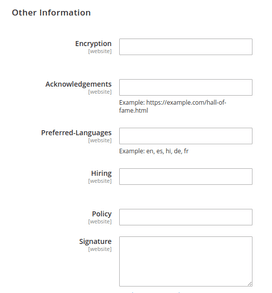 Other Information
Encryption
[website]
Acknowledgements
[website]
Example: https://example.com/hall-of-
fame.html
Preferred-Languages
[website]
Example: en, es, hi, de, fr
Hiring
[website]
Policy
[website]
Signature
[website]